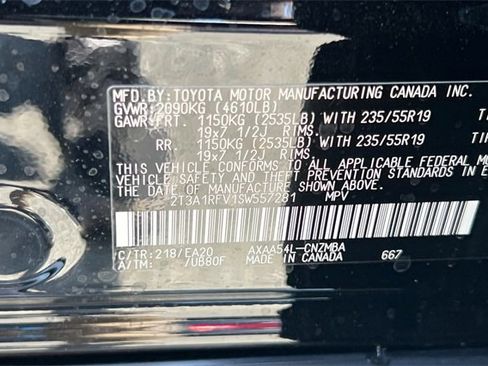 MFD.BY:TOYOTA MOTOR MANUFACTURING CANADA INC.
GVWR:2090KG (4610LB)
GAWR:FRT. 1150KG (2535LB) WITH 235/55R19
19x7 1/2J RIMS.
RR. 1150KG (2535LB) WITH 235/55R19
19x7 1/2J RIMS.
THIS VEHICLE CONFORMS TO ALL APPLICABLE FEDERAL
VEHICLE SAFETY AND THEFT PREVENTION STANDARDS IN
THE DATE OF MANUFACTURE SHOWN ABOVE.
2T3A1RFV1SW557281 MPV
C/TR:218/EA20 AXAA54L-CNZMBA
A/TM: /UB80F MADE IN CANADA 667